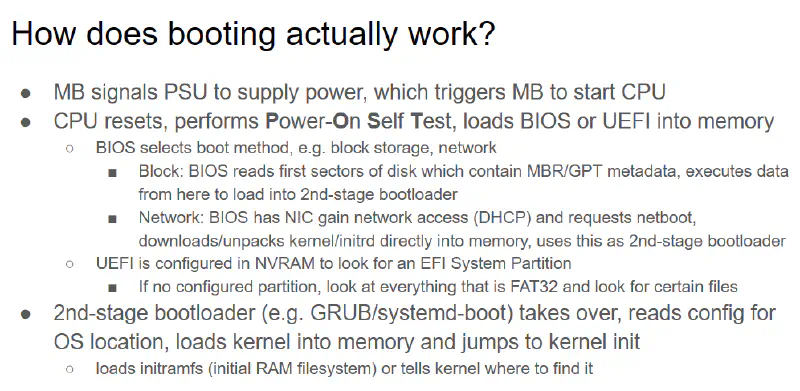 How does booting actually work?
● MB signals PSU to supply power, which triggers MB to start CPU
● CPU resets, performs Power-On Self Test, loads BIOS or UEFI into memory
○ BIOS selects boot method, e.g. block storage, network
■ Block: BIOS reads first sectors of disk which contain MBR/GPT metadata, executes data
from here to load into 2nd-stage bootloader
■ Network: BIOS has NIC gain network access (DHCP) and requests netboot,
downloads/unpacks kernel/initrd directly into memory, uses this as 2nd-stage bootloader
○ UEFI is configured in NVRAM to look for an EFI System Partition
■ If no configured partition, look at everything that is FAT32 and look for certain files
● 2nd-stage bootloader (e.g. GRUB/systemd-boot) takes over, reads config for
OS location, loads kernel into memory and jumps to kernel init
○ loads initramfs (initial RAM filesystem) or tells kernel where to find it